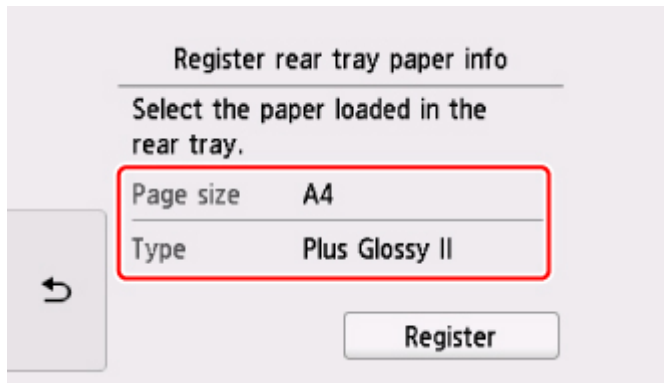 Register rear tray paper info
Select the paper loaded in the
rear tray.
Page size A4
Type Plus Glossy II
Register